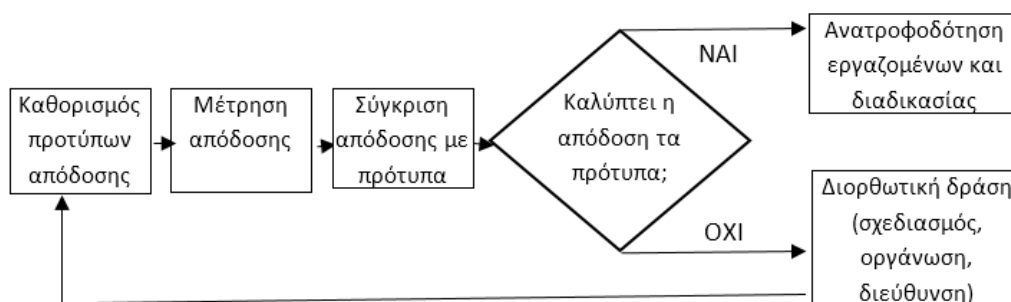 Καθορισμός
προτύπων
απόδοσης
Μέτρηση
απόδοσης
Σύγκριση
απόδοσης με
πρότυπα
Καλύπτει η
απόδοση τα
πρότυπα;
ΝΑΙ
Ανατροφοδότηση
εργαζομένων και
διαδικασίας
ΟΧΙ
Διορθωτική δράση
(σχεδιασμός,
οργάνωση,
διεύθυνση)